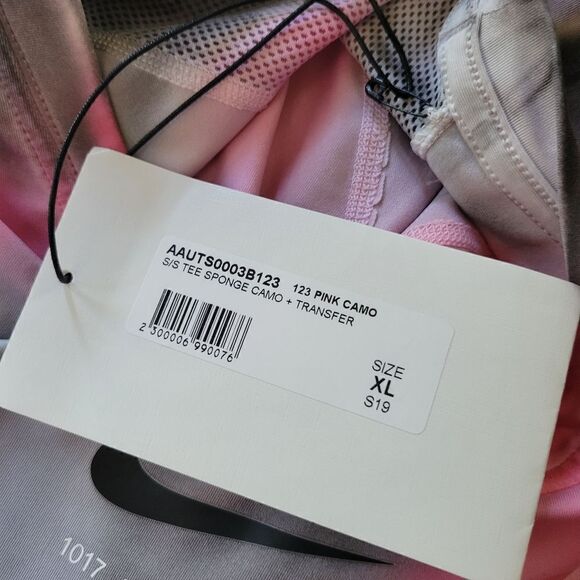 AAUTS0003B123 123 PINK CAMO
S/S TEE SPONGE CAMO + TRANSFER
2 300006 990076
SIZE
XL
S19
1017